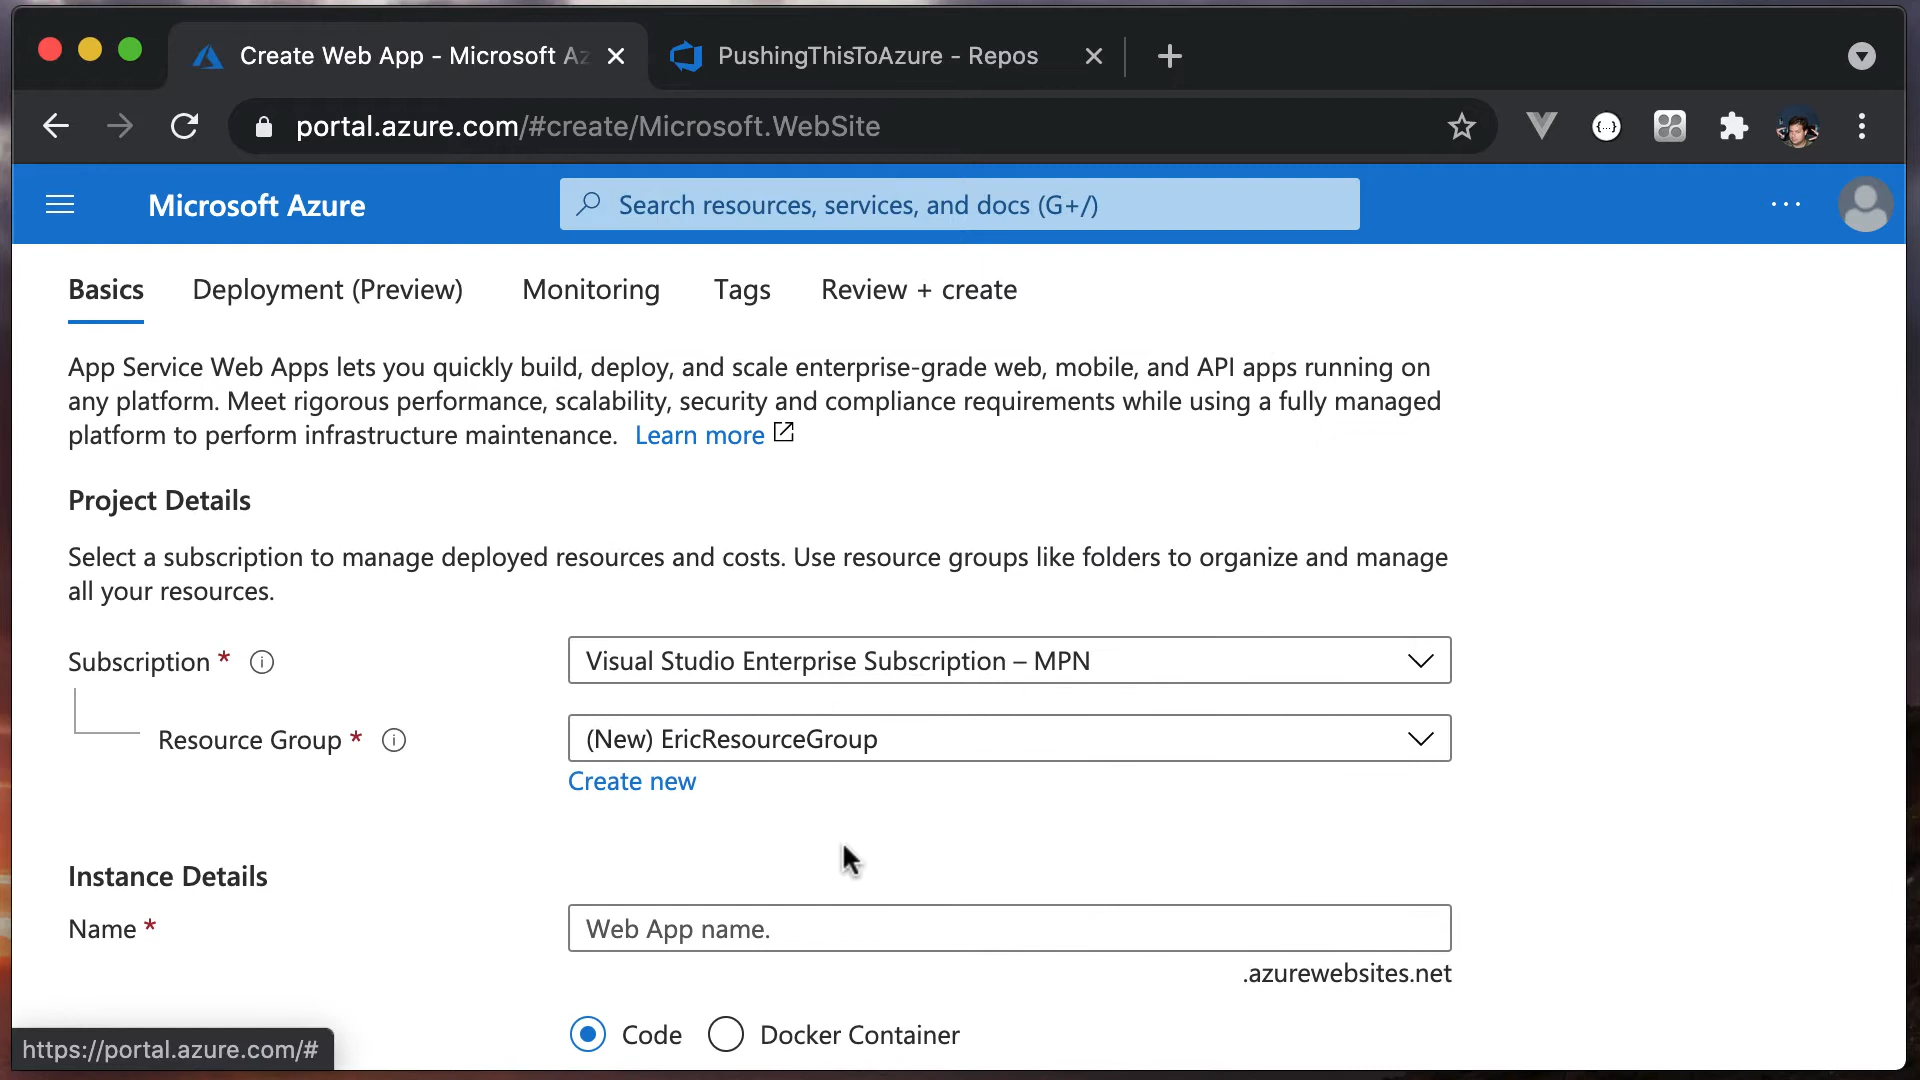 Create Web App - Microsoft Az
PushingThisToAzure - Repos
portal.azure.com/#create/Microsoft.WebSite
Microsoft Azure
Search resources, services, and docs (G+/)
Basics
Deployment (Preview)
Monitoring
Tags
Review + create
App Service Web Apps lets you quickly build, deploy, and scale enterprise-grade web, mobile, and API apps running on
any platform. Meet rigorous performance, scalability, security and compliance requirements while using a fully managed
platform to perform infrastructure maintenance. Learn more
Project Details
Select a subscription to manage deployed resources and costs. Use resource groups like folders to organize and manage
all your resources.
Subscription *
Visual Studio Enterprise Subscription – MPN
Resource Group *
(New) EricResourceGroup
Create new
Instance Details
Name *
Web App name.
.azurewebsites.net
Code
Docker Container
https://portal.azure.com/#